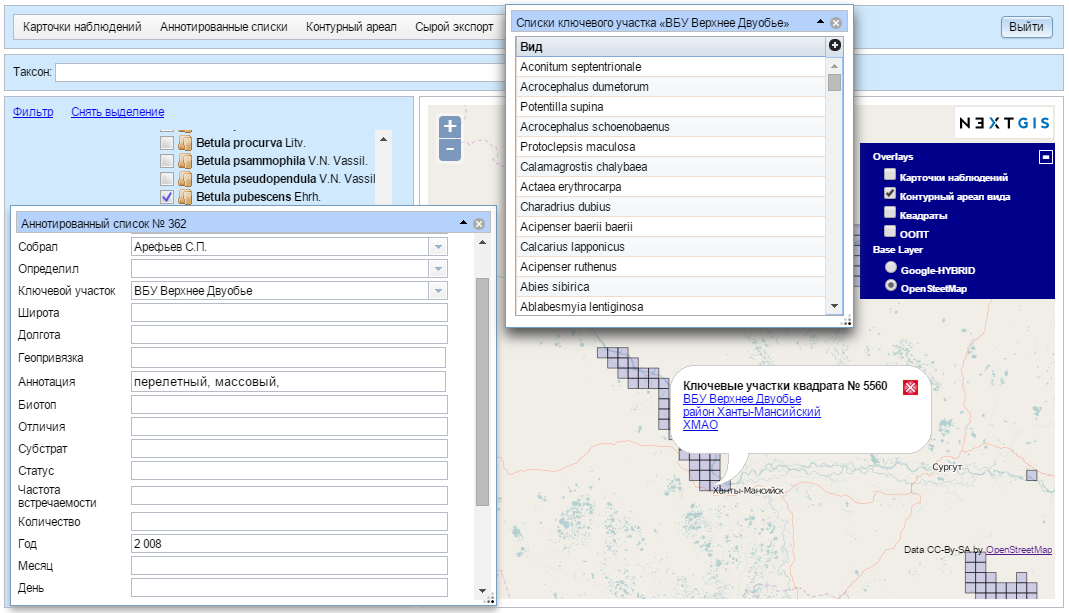 Карточки наблюдений Аннотированные списки Контурный ареал Сырой экспорт
Выйти
Таксон:
Фильтр Снять выделение
Betula procurva Litv.
Betula psammophila V.N. Vassil.
Betula pseudopendula V.N. Vassil
Betula pubescens Ehrh.
Аннотированный список № 362
Собрал Арефьев С.П.
Определил
Ключевой участок ВБУ Верхнее Двуобье
Широта
Долгота
Геопривязка
Аннотация перелетный, массовый,
Биотоп
Отличия
Субстрат
Статус
Частота
встречаемости
Количество
Год 2 008
Месяц
День
Списки ключевого участка «ВБУ Верхнее Двуобье»
Вид
Aconitum septentrionale
Acrocephalus dumetorum
Potentilla supina
Acrocephalus schoenobaenus
Protoclepsis maculosa
Calamagrostis chalybaea
Actaea erythrocarpa
Charadrius dubius
Acipenser baerii baerii
Calcarius lapponicus
Acipenser ruthenus
Abies sibirica
Ablabesmyia lentiginosa
+
−
NEXTGIS
Overlays
Карточки наблюдений
Контурный ареал вида
Квадраты
ООПТ
Base Layer
Google-HYBRID
OpenSteetMap
Ключевые участки квадрата № 5560
ВБУ Верхнее Двуобье
район Ханты-Мансийский
ХМАО
Сургут
Ханты-Мансийск
Data CC-By-SA by OpenStreetMap